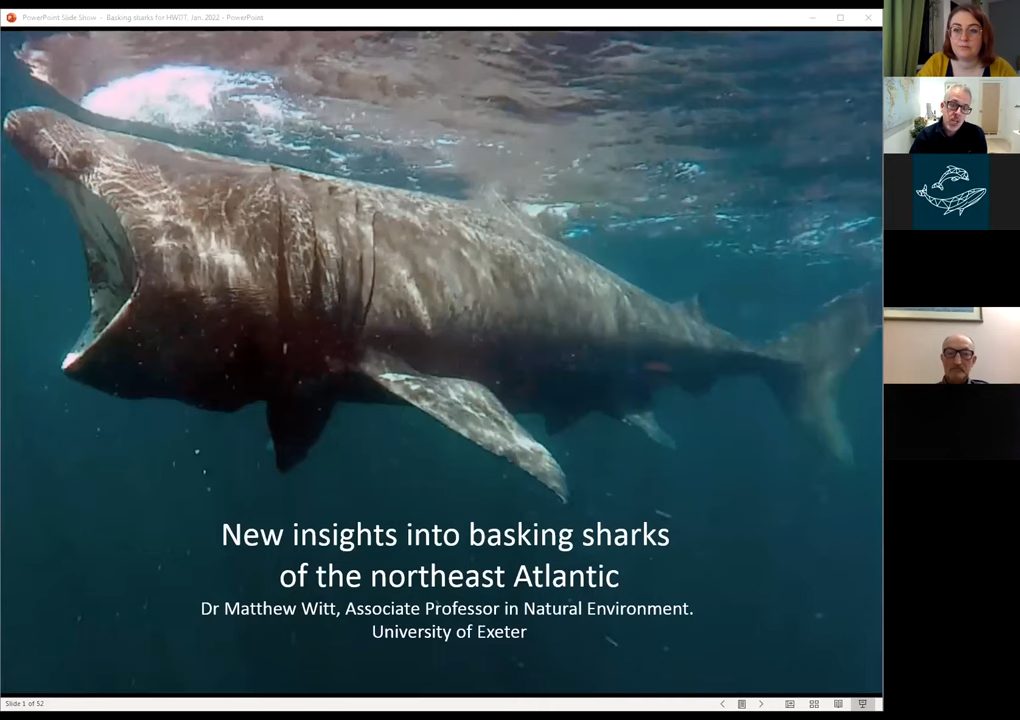 PowerPoint Slide Show - Basking sharks for HWDT, Jan. 2022 - PowerPoint
New insights into basking sharks
of the northeast Atlantic
Dr Matthew Witt, Associate Professor in Natural Environment.
University of Exeter
Slide 1 of 52